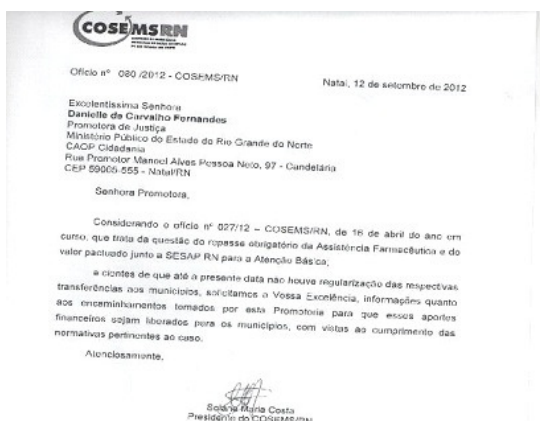 COSEMSRN
Ofício nº 080 /2012 - COSEMS/RN
Natal, 12 de setembro de 2012
Excelentíssima Senhora
Danielle de Carvalho Fernandes
Promotora de Justiça
Ministério Público do Estado do Rio Grande do Norte
CAOP Cidadania
Rua Promotor Manoel Alves Pessoa Neto, 97 - Candelária
CEP 59065-555 - Natal/RN
Senhora Promotora,
Considerando o ofício nº 027/12 – COSEMS/RN, de 16 de abril do ano em
curso, que trata da questão do repasse obrigatório da Assistência Farmacêutica e do
valor pactuado junto a SESAP RN para a Atenção Básica;
e cientes de que até a presente data não houve regularização das respectivas
transferências aos municípios, solicitamos a Vossa Excelência, informações quanto
aos encaminhamentos tomados por esta Promotoria para que esses aportes
financeiros sejam liberados para os municípios, com vistas ao cumprimento das
normativas pertinentes ao caso.
Atenciosamente,
Solane Maria Costa
Presidente do COSEMS/RN